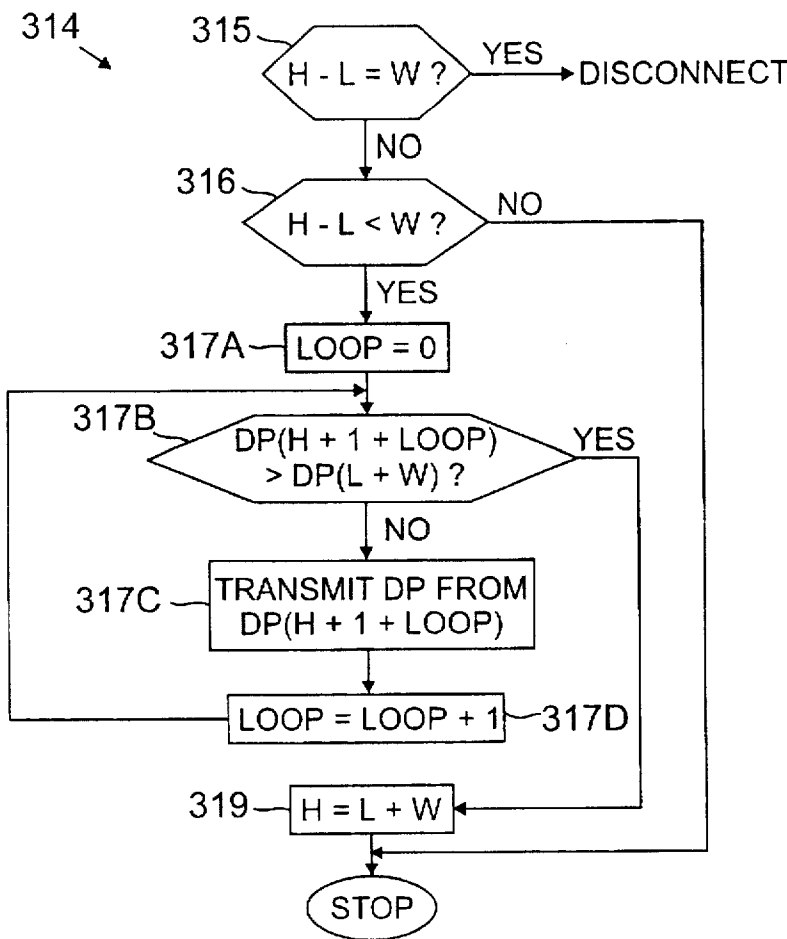 314
315
H - L = W ?
YES
DISCONNECT
NO
316
H - L < W ?
NO
YES
317A
LOOP = 0
317B
DP(H + 1 + LOOP)
> DP(L + W) ?
YES
NO
317C
TRANSMIT DP FROM
DP(H + 1 + LOOP)
LOOP = LOOP + 1
317D
319
H = L + W
STOP